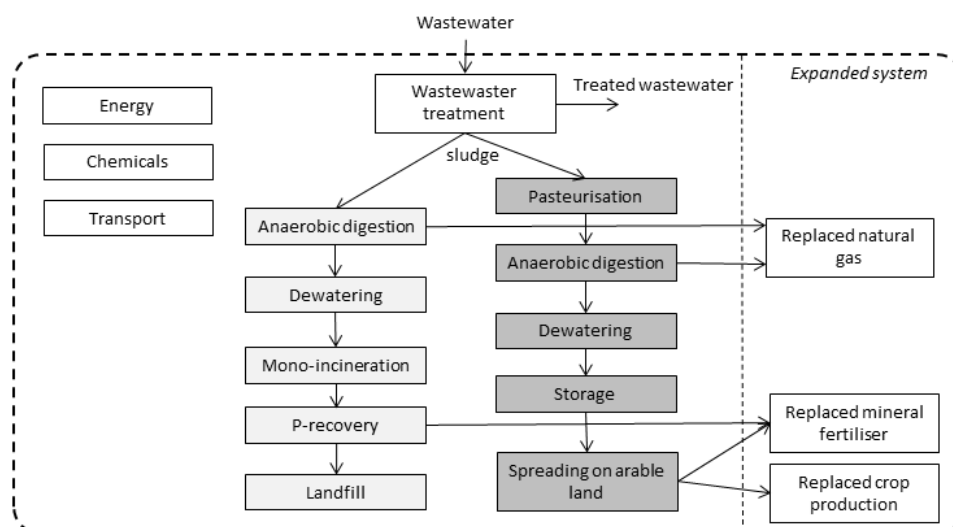 Wastewater
Expanded system
Energy
Wastewaster
treatment
Treated wastewater
Chemicals
sludge
Transport
Pasteurisation
Anaerobic digestion
Replaced natural
gas
Anaerobic digestion
Dewatering
Dewatering
Mono-incineration
Storage
P-recovery
Replaced mineral
fertiliser
Spreading on arable
land
Landfill
Replaced crop
production